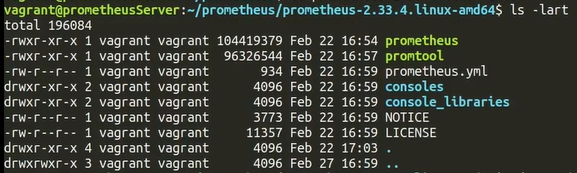 vagrant@prometheusServer:~/prometheus/prometheus-2.33.4.linux-amd64$ ls -lart
total 196084
-rwxr-xr-x 1 vagrant vagrant 104419379 Feb 22 16:54 prometheus
-rwxr-xr-x 1 vagrant vagrant 96326544 Feb 22 16:57 promtool
-rw-r--r-- 1 vagrant vagrant 934 Feb 22 16:59 prometheus.yml
drwxr-xr-x 2 vagrant vagrant 4096 Feb 22 16:59 consoles
drwxr-xr-x 2 vagrant vagrant 4096 Feb 22 16:59 console_libraries
-rw-r--r-- 1 vagrant vagrant 3773 Feb 22 16:59 NOTICE
-rw-r--r-- 1 vagrant vagrant 11357 Feb 22 16:59 LICENSE
drwxr-xr-x 4 vagrant vagrant 4096 Feb 22 17:03 .
drwxrwxr-x 3 vagrant vagrant 4096 Feb 27 16:59 ..